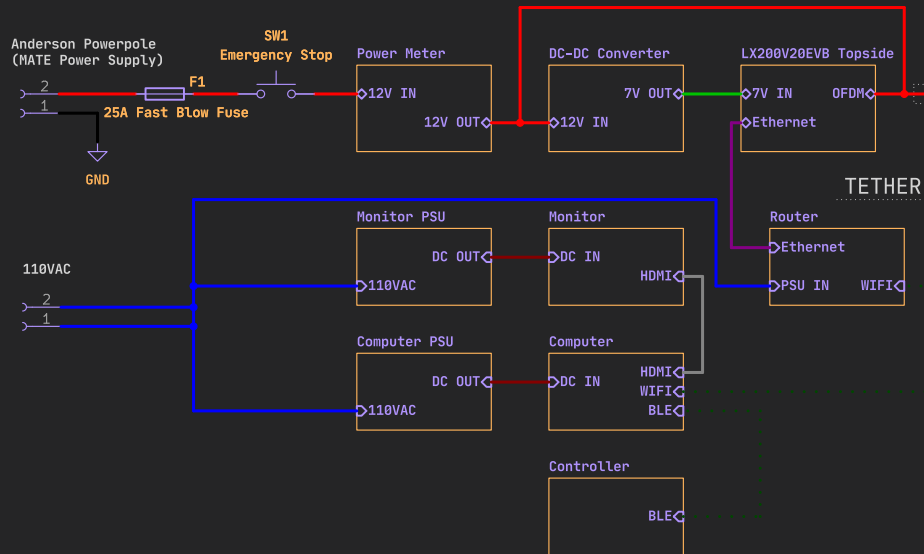 Anderson Powerpole
(MATE Power Supply)
2
1
F1
25A Fast Blow Fuse
GND
SW1
Emergency Stop
Power Meter
12V IN
12V OUT
DC-DC Converter
7V OUT
12V IN
LX200V20EVB Topside
7V IN
OFDM
Ethernet
TETHER
110VAC
2
1
Monitor PSU
DC OUT
110VAC
Monitor
DC IN
HDMI
Router
Ethernet
PSU IN
WIFI
Computer PSU
DC OUT
110VAC
Computer
HDMI
DC IN
WIFI
BLE
Controller
BLE